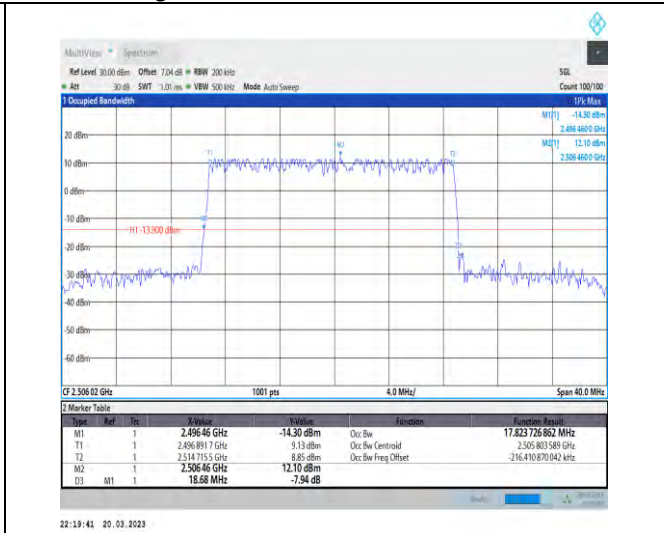 MultiView Spectrum
Ref Level 30.00 dBm Offset 7.04 dB RBW 200 kHz SGL
Att 30 dB SWT 1.01 ms VBW 500 kHz Mode Auto Sweep Count 100/100
1 Occupied Bandwidth 1Pk Max
M1[1] -14.30 dBm
2.496 460 0 GHz
M2[1] 12.10 dBm
2.506 460 0 GHz
20 dBm
T1 M2 T2
10 dBm
0 dBm
-10 dBm
H1 -13.900 dBm
-20 dBm
-30 dBm
-40 dBm
-50 dBm
-60 dBm
CF 2.506 02 GHz 1001 pts 4.0 MHz/ Span 40.0 MHz
2 Marker Table
Type Ref Trc X-Value Y-Value Function Function Result
M1 1 2.496 46 GHz -14.30 dBm Occ Bw 17.823 726 862 MHz
T1 1 2.496 891 7 GHz 9.13 dBm Occ Bw Centroid 2.505 803 589 GHz
T2 1 2.514 715 5 GHz 8.85 dBm Occ Bw Freq Offset -216.410 870 042 kHz
M2 1 2.506 46 GHz 12.10 dBm
D3 M1 1 18.68 MHz -7.94 dB
22:19:41 20.03.2023